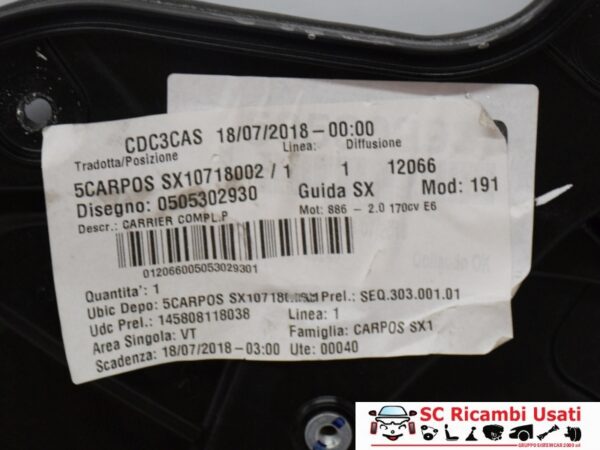 CDC3CAS 18/07/2018-00:00
Tradotta/Posizione Linea: Diffusione
5CARPOS SX10718002 / 1 1 12066
Disegno: 0505302930 Guida SX Mod: 191
Descr.: CARRIER COMPL.P Mot: 886 - 2.0 170cv E6
012066005053029301
Quantita': 1
Ubic Depo: 5CARPOS SX107180 Prel.: SEQ.303.001.01
Udc Prel.: 145808118038 Linea: 1
Area Singola: VT Famiglia: CARPOS SX1
Scadenza: 18/07/2018-03:00 Ute: 00040
SC Ricambi Usati